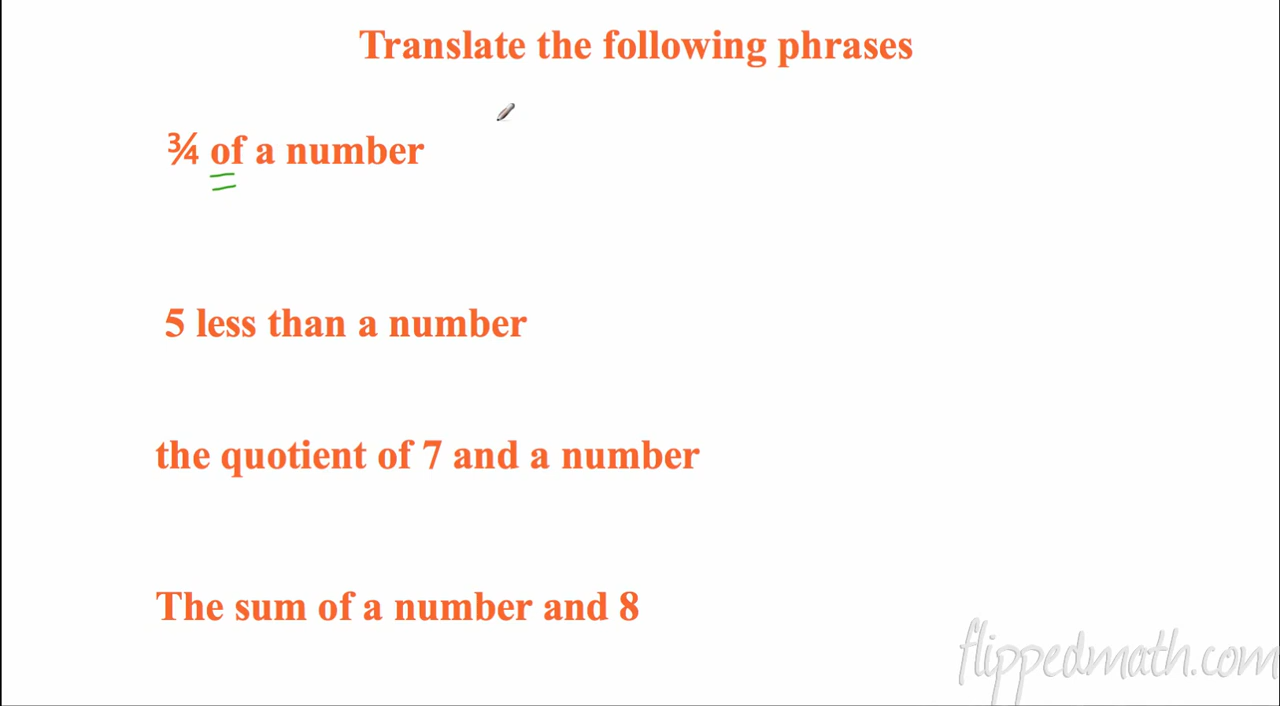 Translate the following phrases
¾ of a number
5 less than a number
the quotient of 7 and a number
The sum of a number and 8
flippedmath.com